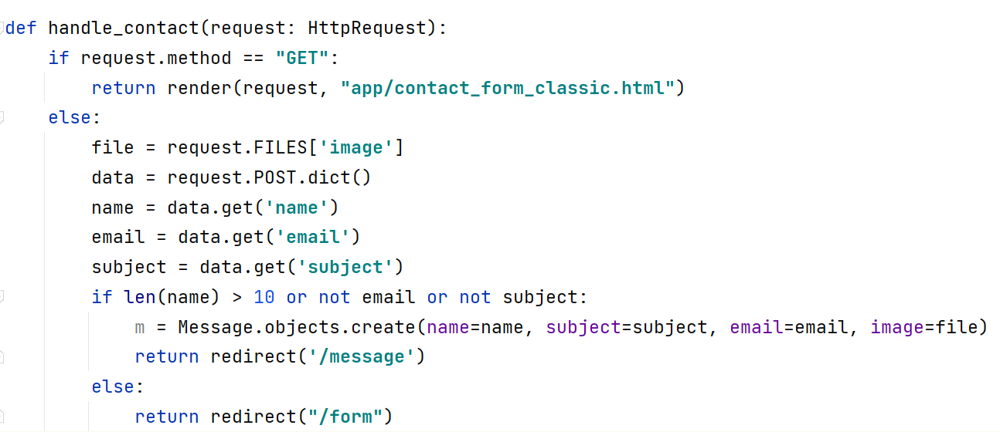 def handle_contact(request: HttpRequest):
    if request.method == "GET":
        return render(request, "app/contact_form_classic.html")
    else:
        file = request.FILES['image']
        data = request.POST.dict()
        name = data.get('name')
        email = data.get('email')
        subject = data.get('subject')
        if len(name) > 10 or not email or not subject:
            m = Message.objects.create(name=name, subject=subject, email=email, image=file)
            return redirect('/message')
        else:
            return redirect("/form")